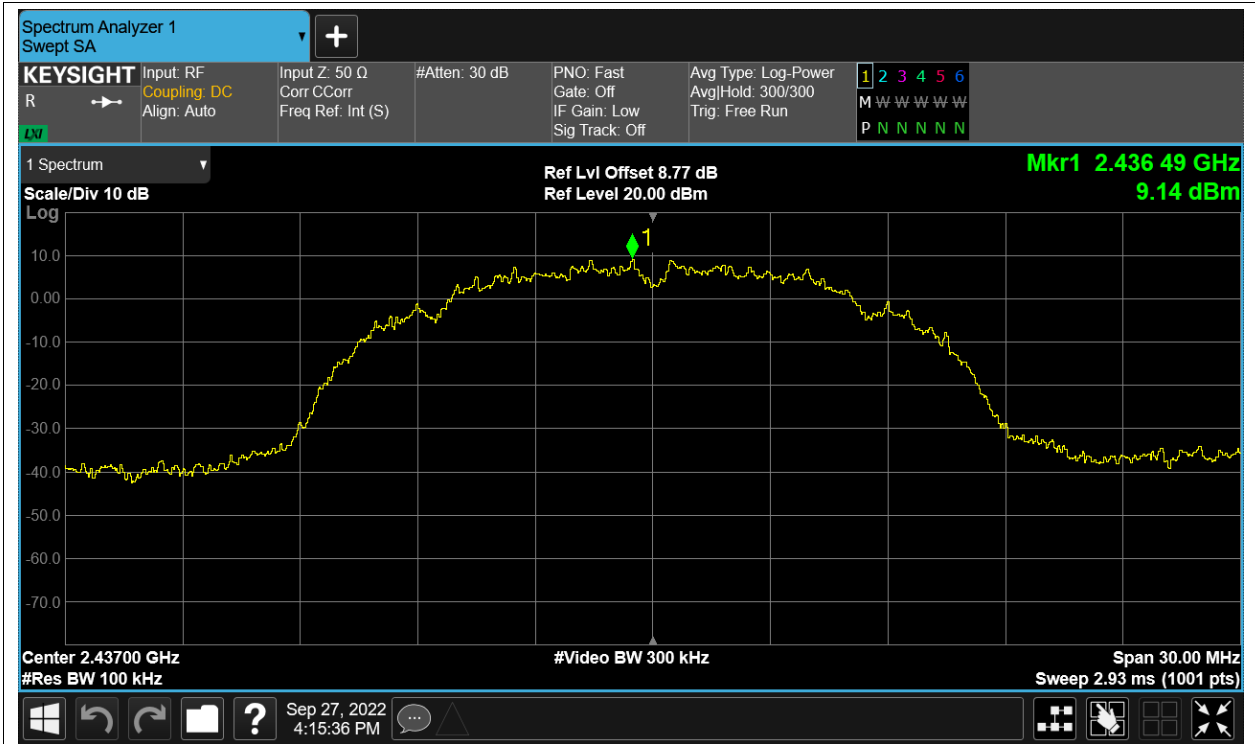 Spectrum Analyzer 1
Swept SA
KEYSIGHT
R
LXI
Input: RF
Coupling: DC
Align: Auto
Input Z: 50 Ω
Corr CCorr
Freq Ref: Int (S)
#Atten: 30 dB
PNO: Fast
Gate: Off
IF Gain: Low
Sig Track: Off
Avg Type: Log-Power
Avg|Hold: 300/300
Trig: Free Run
1 2 3 4 5 6
M W W W W W
P N N N N N
1 Spectrum
Scale/Div 10 dB
Log
Ref Lvl Offset 8.77 dB
Ref Level 20.00 dBm
Mkr1 2.436 49 GHz
9.14 dBm
1
10.0
0.00
-10.0
-20.0
-30.0
-40.0
-50.0
-60.0
-70.0
Center 2.43700 GHz
#Res BW 100 kHz
#Video BW 300 kHz
Span 30.00 MHz
Sweep 2.93 ms (1001 pts)
?
Sep 27, 2022
4:15:36 PM